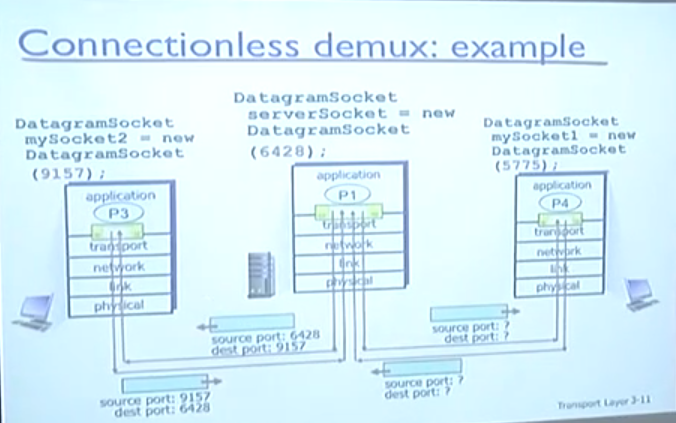 Connectionless demux: example
DatagramSocket
mySocket2 = new
DatagramSocket
(9157);
DatagramSocket
serverSocket = new
DatagramSocket
(6428);
DatagramSocket
mySocket1 = new
DatagramSocket
(5775);
application
P3
transport
network
link
physical
application
P1
transport
network
link
physical
application
P4
transport
network
link
physical
source port: 6428
dest port: 9157
source port: ?
dest port: ?
source port: 9157
dest port: 6428
source port: ?
dest port: ?
Transport Layer 3-11